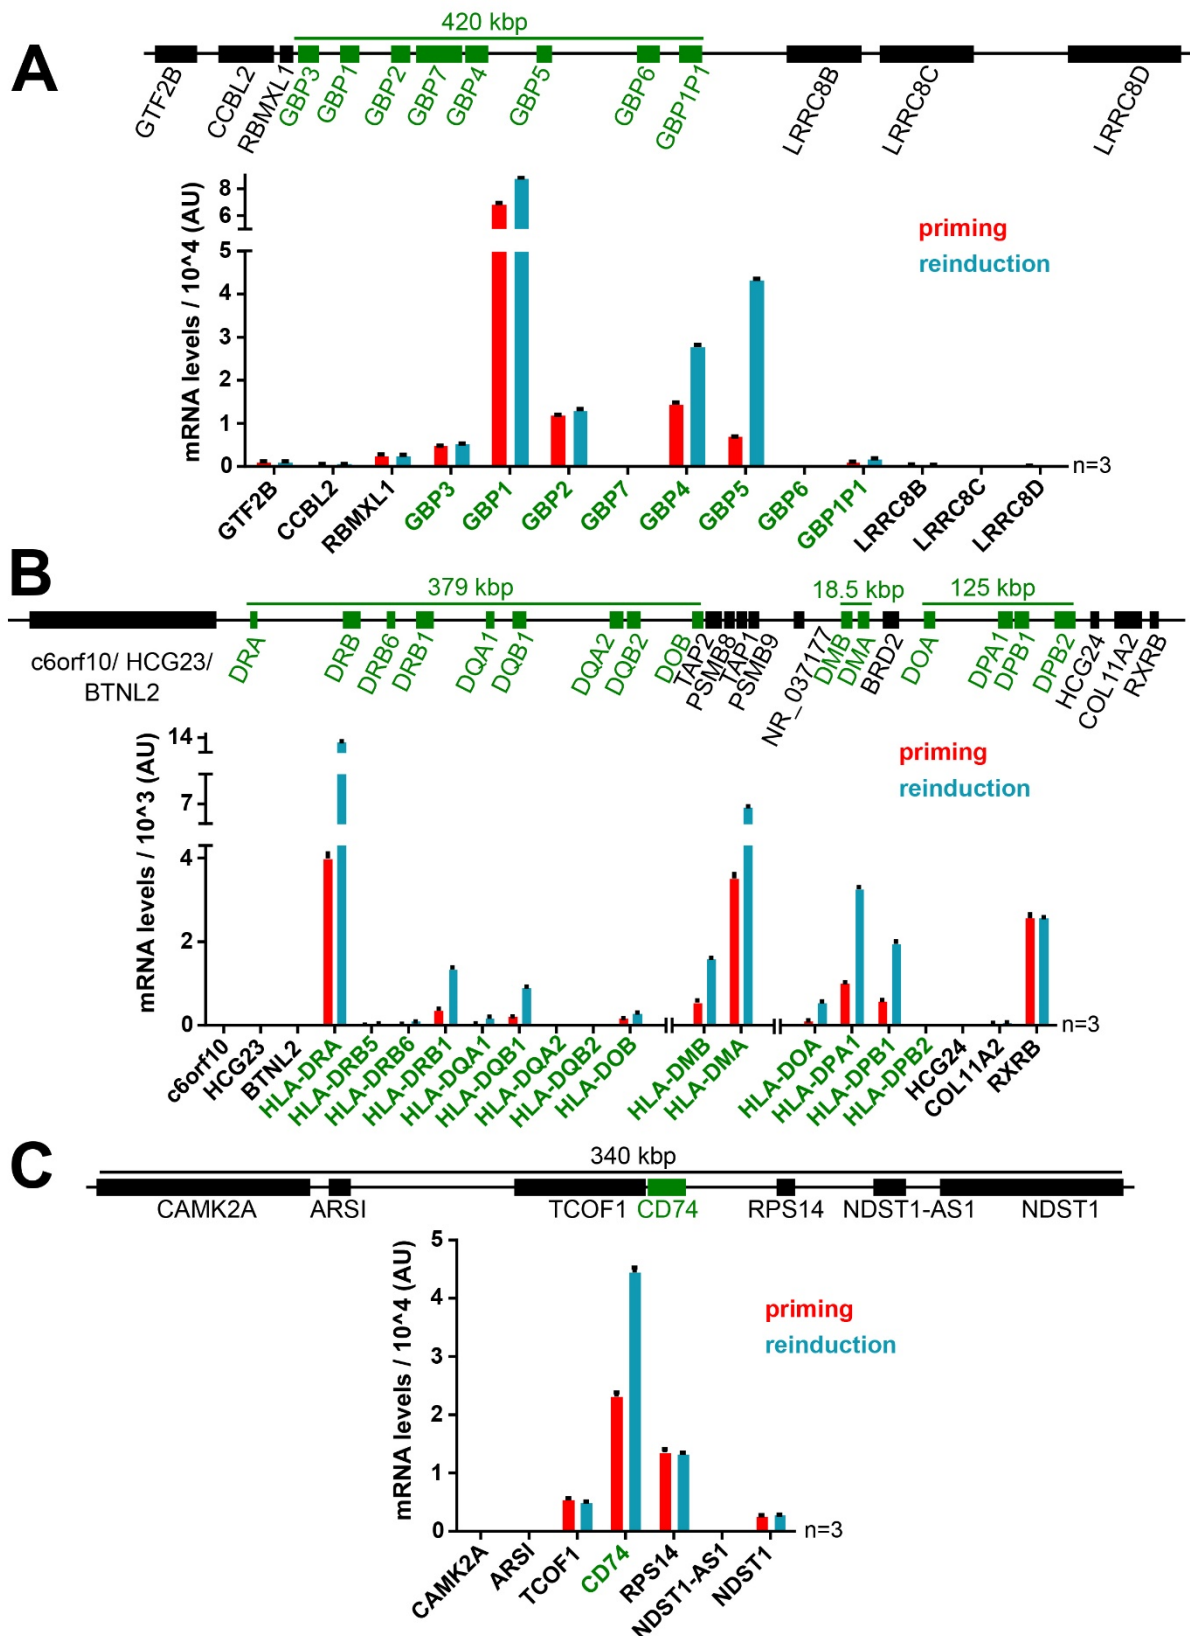 A
420 kbp
GTF2B
CCBL2
RBMXL1
GBP3
GBP1
GBP2
GBP7
GBP4
GBP5
GBP6
GBP1P1
LRRC8B
LRRC8C
LRRC8D
mRNA levels / 10^4 (AU)
8
6
5
4
3
2
1
0
priming
reinduction
n=3
GTF2B
CCBL2
RBMXL1
GBP3
GBP1
GBP2
GBP7
GBP4
GBP5
GBP6
GBP1P1
LRRC8B
LRRC8C
LRRC8D
B
379 kbp
18.5 kbp
125 kbp
c6orf10/ HCG23/
BTNL2
DRA
DRB
DRB6
DRB1
DQA1
DQB1
DQA2
DQB2
DOB
TAP2
PSMB8
TAP1
PSMB9
NR_037177
DMB
DMA
BRD2
DOA
DPA1
DPB1
DPB2
HCG24
COL11A2
RXRB
mRNA levels / 10^3 (AU)
14
7
4
2
0
priming
reinduction
n=3
c6orf10
HCG23
BTNL2
HLA-DRA
HLA-DRB5
HLA-DRB6
HLA-DRB1
HLA-DQA1
HLA-DQB1
HLA-DQA2
HLA-DQB2
HLA-DOB
HLA-DMB
HLA-DMA
HLA-DOA
HLA-DPA1
HLA-DPB1
HLA-DPB2
HCG24
COL11A2
RXRB
C
340 kbp
CAMK2A
ARSI
TCOF1
CD74
RPS14
NDST1-AS1
NDST1
mRNA levels / 10^4 (AU)
5
4
3
2
1
0
priming
reinduction
n=3
CAMK2A
ARSI
TCOF1
CD74
RPS14
NDST1-AS1
NDST1